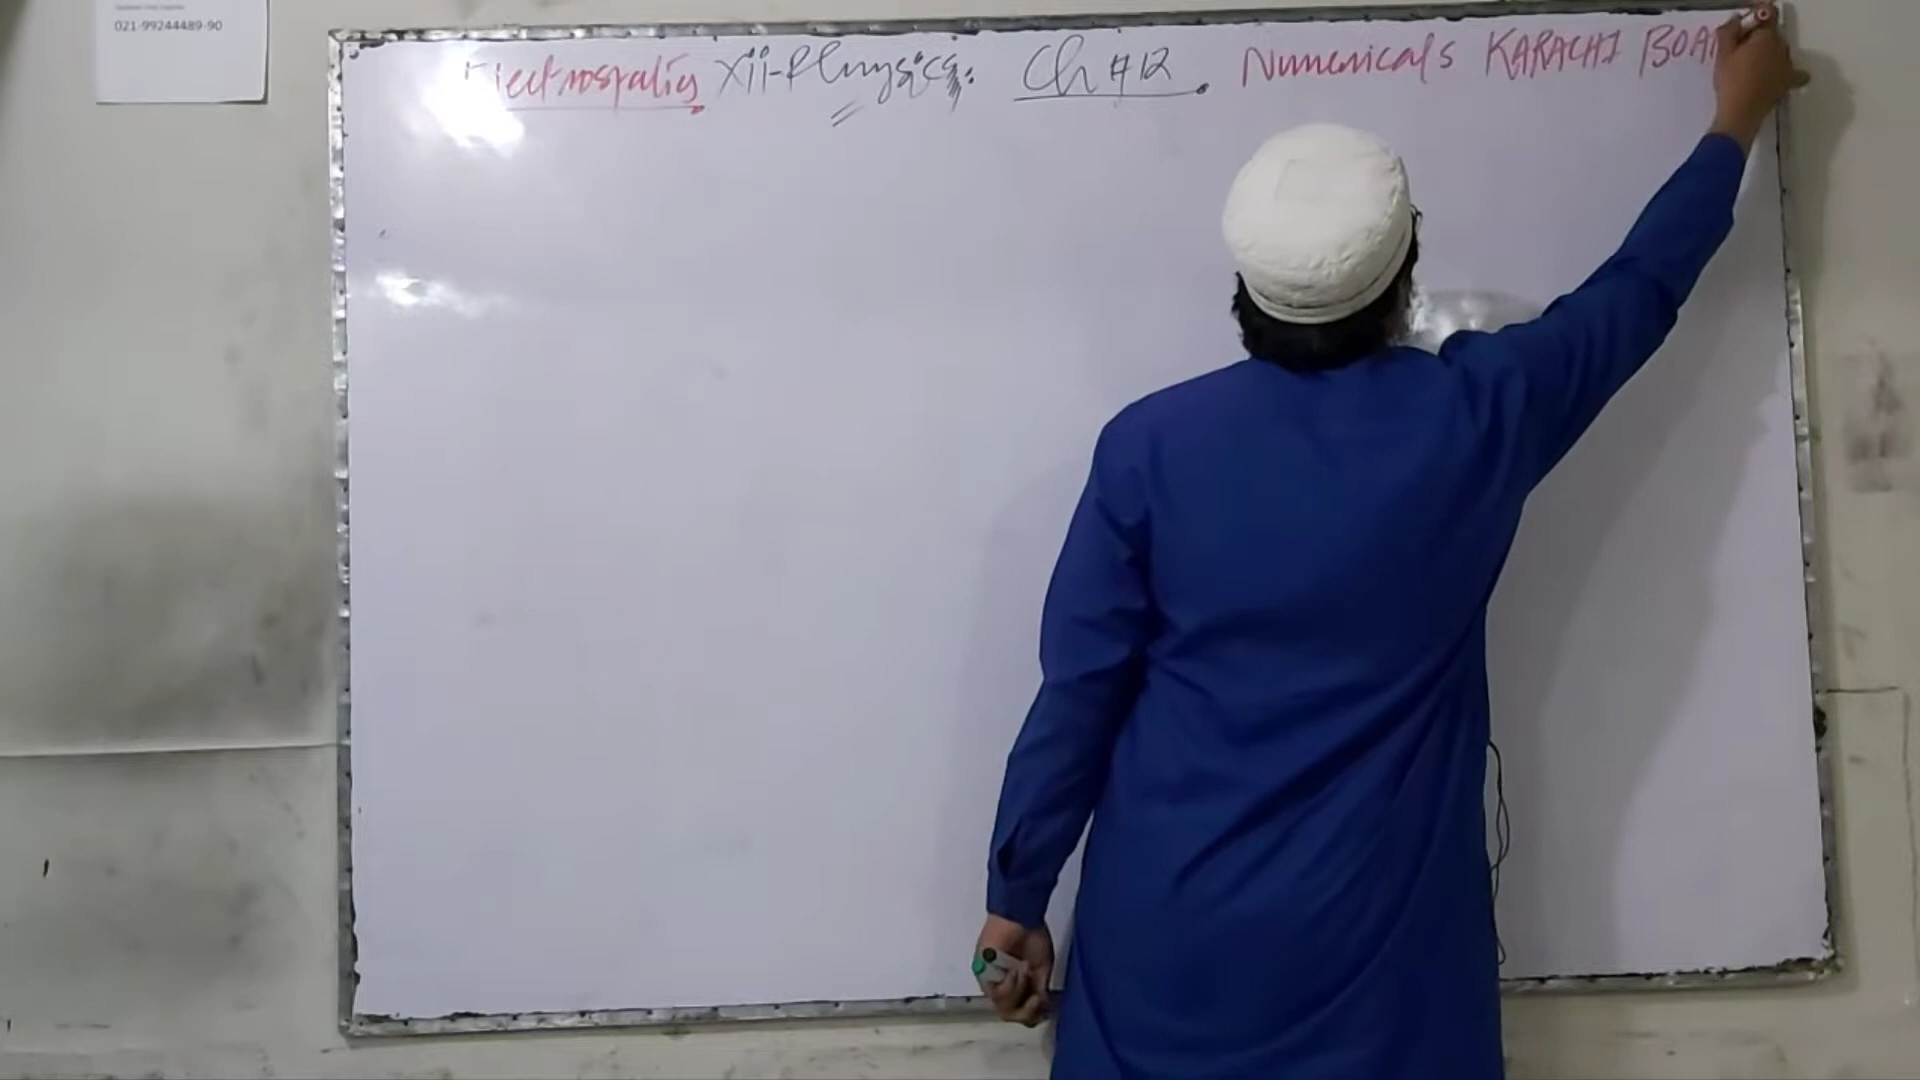 021-99244489-90
Electrostatics XII-Physics: Ch # 12. Numericals KARACHI BOA